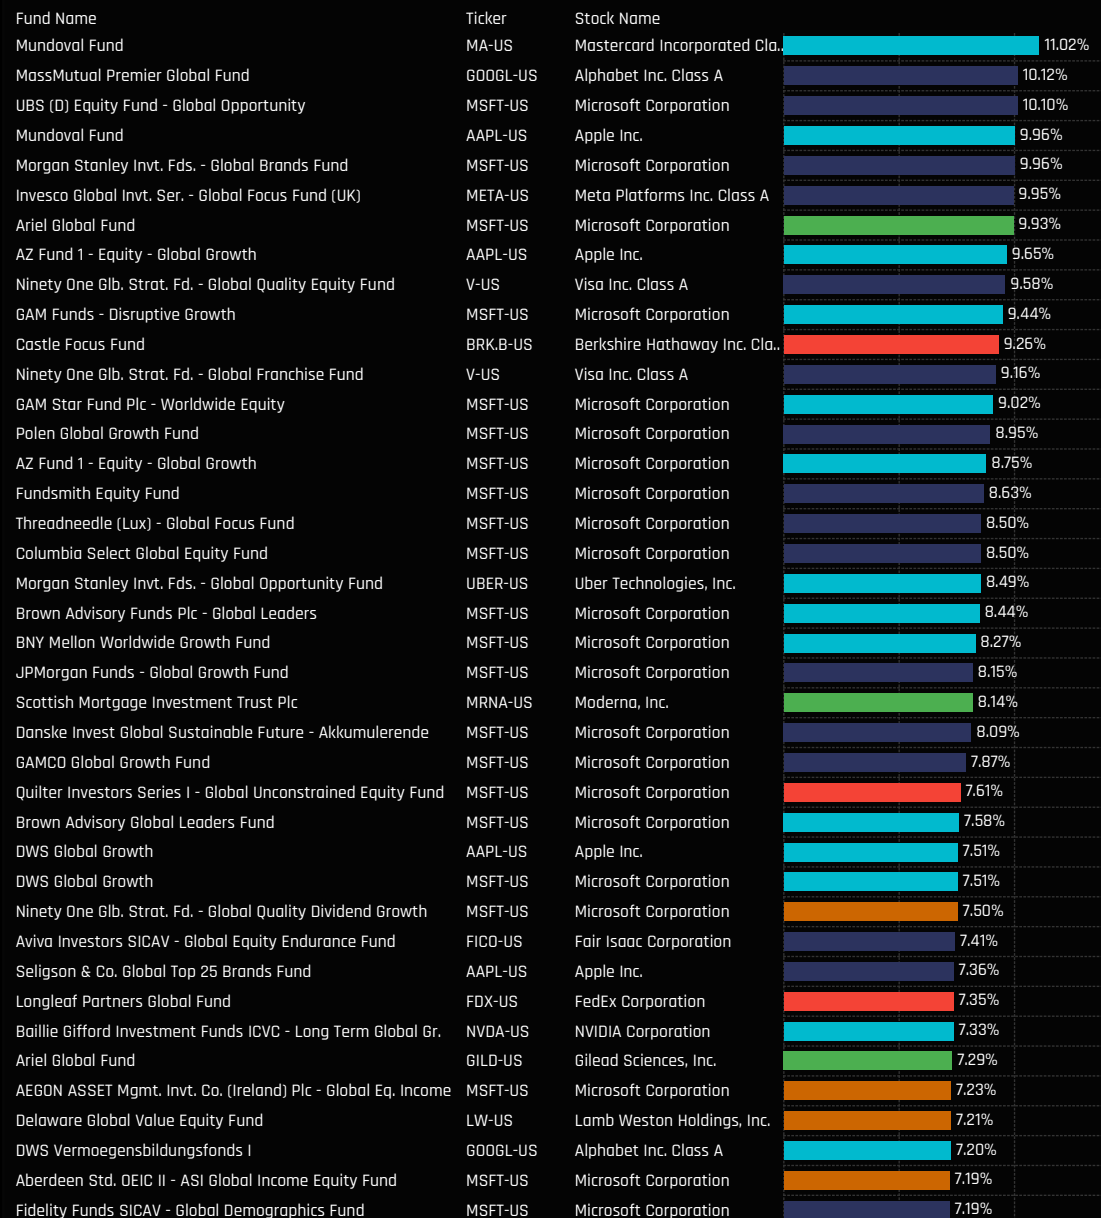 Fund Name Ticker Stock Name
Mundoval Fund MA-US Mastercard Incorporated Cla.. 11.02%
MassMutual Premier Global Fund GOOGL-US Alphabet Inc. Class A 10.12%
UBS (D) Equity Fund - Global Opportunity MSFT-US Microsoft Corporation 10.10%
Mundoval Fund AAPL-US Apple Inc. 9.96%
Morgan Stanley Invt. Fds. - Global Brands Fund MSFT-US Microsoft Corporation 9.96%
Invesco Global Invt. Ser. - Global Focus Fund (UK) META-US Meta Platforms Inc. Class A 9.95%
Ariel Global Fund MSFT-US Microsoft Corporation 9.93%
AZ Fund 1 - Equity - Global Growth AAPL-US Apple Inc. 9.65%
Ninety One Glb. Strat. Fd. - Global Quality Equity Fund V-US Visa Inc. Class A 9.58%
GAM Funds - Disruptive Growth MSFT-US Microsoft Corporation 9.44%
Castle Focus Fund BRK.B-US Berkshire Hathaway Inc. Cla.. 9.26%
Ninety One Glb. Strat. Fd. - Global Franchise Fund V-US Visa Inc. Class A 9.16%
GAM Star Fund Plc - Worldwide Equity MSFT-US Microsoft Corporation 9.02%
Polen Global Growth Fund MSFT-US Microsoft Corporation 8.95%
AZ Fund 1 - Equity - Global Growth MSFT-US Microsoft Corporation 8.75%
Fundsmith Equity Fund MSFT-US Microsoft Corporation 8.63%
Threadneedle (Lux) - Global Focus Fund MSFT-US Microsoft Corporation 8.50%
Columbia Select Global Equity Fund MSFT-US Microsoft Corporation 8.50%
Morgan Stanley Invt. Fds. - Global Opportunity Fund UBER-US Uber Technologies, Inc. 8.49%
Brown Advisory Funds Plc - Global Leaders MSFT-US Microsoft Corporation 8.44%
BNY Mellon Worldwide Growth Fund MSFT-US Microsoft Corporation 8.27%
JPMorgan Funds - Global Growth Fund MSFT-US Microsoft Corporation 8.15%
Scottish Mortgage Investment Trust Plc MRNA-US Moderna, Inc. 8.14%
Danske Invest Global Sustainable Future - Akkumulerende MSFT-US Microsoft Corporation 8.09%
GAMCO Global Growth Fund MSFT-US Microsoft Corporation 7.87%
Quilter Investors Series I - Global Unconstrained Equity Fund MSFT-US Microsoft Corporation 7.61%
Brown Advisory Global Leaders Fund MSFT-US Microsoft Corporation 7.58%
DWS Global Growth AAPL-US Apple Inc. 7.51%
DWS Global Growth MSFT-US Microsoft Corporation 7.51%
Ninety One Glb. Strat. Fd. - Global Quality Dividend Growth MSFT-US Microsoft Corporation 7.50%
Aviva Investors SICAV - Global Equity Endurance Fund FICO-US Fair Isaac Corporation 7.41%
Seligson & Co. Global Top 25 Brands Fund AAPL-US Apple Inc. 7.36%
Longleaf Partners Global Fund FDX-US FedEx Corporation 7.35%
Baillie Gifford Investment Funds ICVC - Long Term Global Gr. NVDA-US NVIDIA Corporation 7.33%
Ariel Global Fund GILD-US Gilead Sciences, Inc. 7.29%
AEGON ASSET Mgmt. Invt. Co. (Ireland) Plc - Global Eq. Income MSFT-US Microsoft Corporation 7.23%
Delaware Global Value Equity Fund LW-US Lamb Weston Holdings, Inc. 7.21%
DWS Vermoegensbildungsfonds I GOOGL-US Alphabet Inc. Class A 7.20%
Aberdeen Std. OEIC II - ASI Global Income Equity Fund MSFT-US Microsoft Corporation 7.19%
Fidelity Funds SICAV - Global Demographics Fund MSFT-US Microsoft Corporation 7.19%